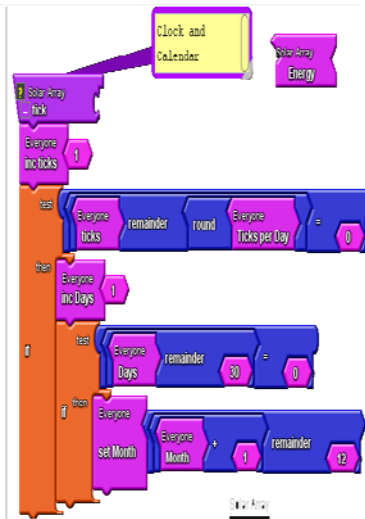 Clock and
Calendar
Solar Array
Energy
? Solar Array
– tick
Everyone
inc ticks
1
test
Everyone
ticks
remainder
round
Everyone
Ticks per Day
=
0
then
Everyone
inc Days
1
if
test
Everyone
Days
remainder
30
=
0
if
then
Everyone
set Month
Everyone
Month
+
1
remainder
12
Solar Array